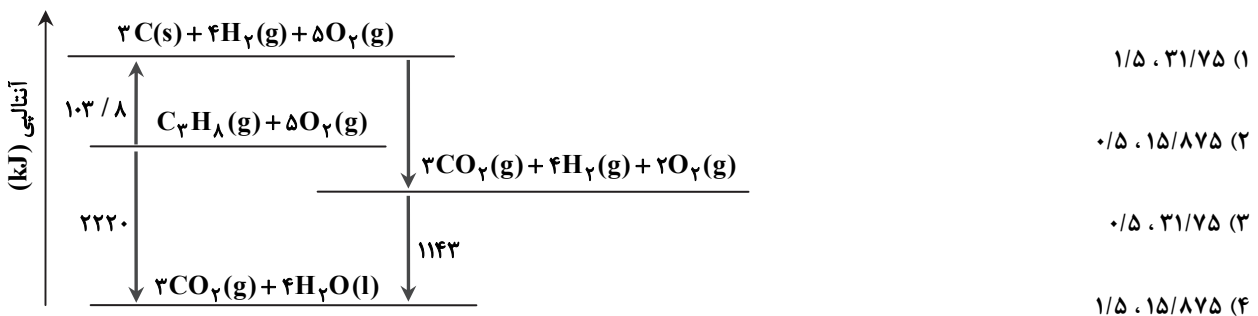 ۳C(s)+۴H۲(g)+۵O۲(g)
۱۰۳ / ۸
C۳H۸(g)+۵O۲(g)
آنتالپی (kJ)
۳CO۲(g)+۴H۲(g)+۲O۲(g)
۲۲۲۰
۱۱۴۳
۳CO۲(g)+۴H۲O(l)
۱) ۳۱/۷۵ ، ۱/۵
۲) ۱۵/۸۷۵ ، ۰/۵
۳) ۳۱/۷۵ ، ۰/۵
۴) ۱۵/۸۷۵ ، ۱/۵